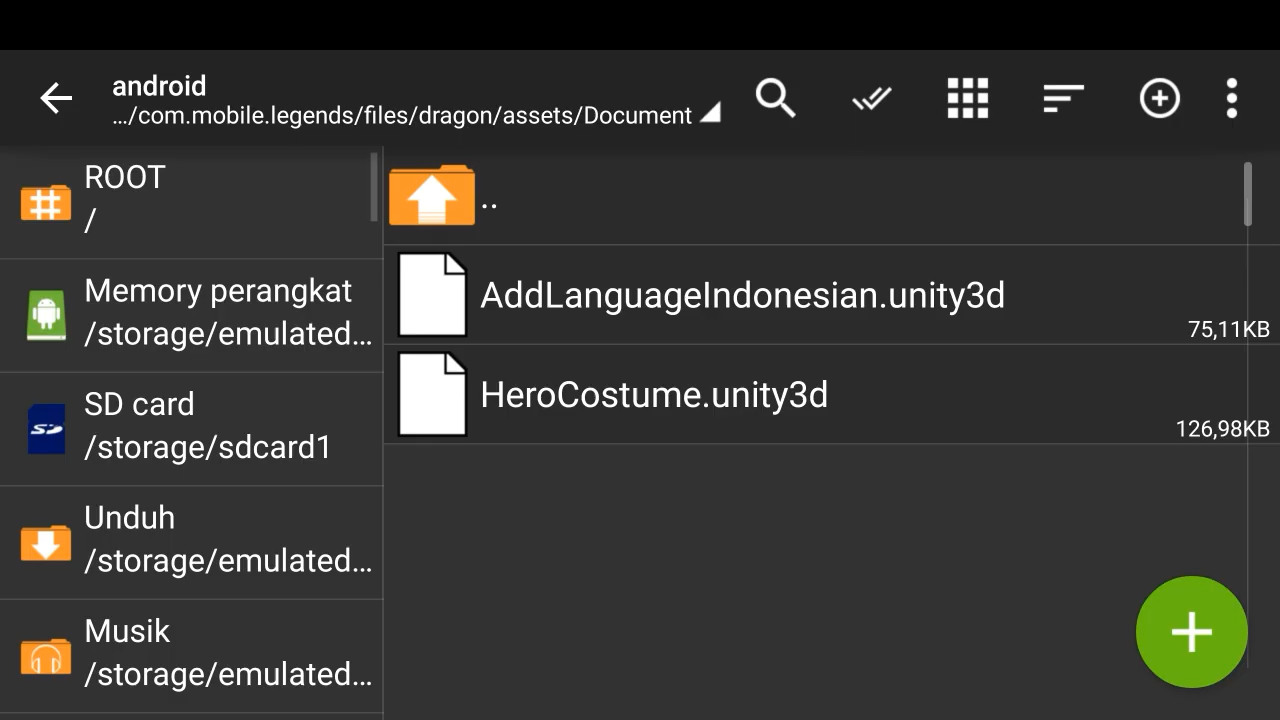 android
.../com.mobile.legends/files/dragon/assets/Document
ROOT
/
Memory perangkat
/storage/emulated...
SD card
/storage/sdcard1
Unduh
/storage/emulated...
Musik
/storage/emulated...
..
AddLanguageIndonesian.unity3d
75,11KB
HeroCostume.unity3d
126,98KB